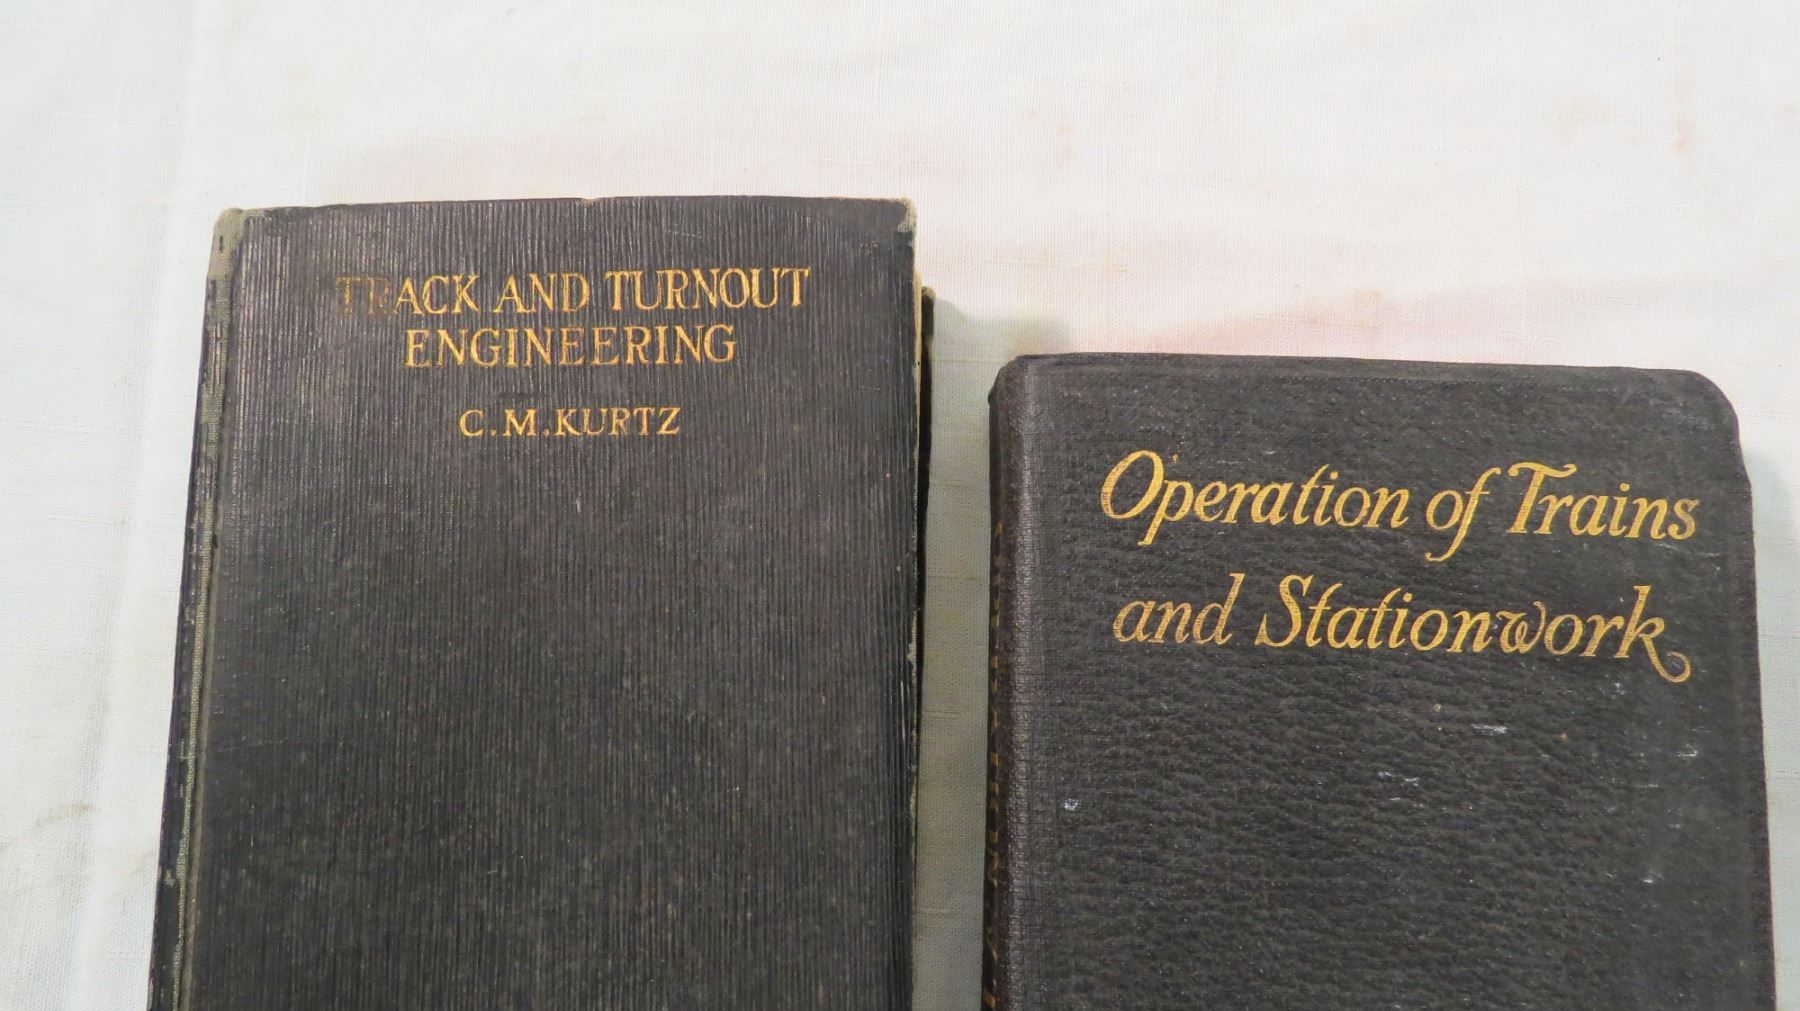 TRACK AND TURNOUT
ENGINEERING
C.M.KURTZ
Operation of Trains
and Stationwork